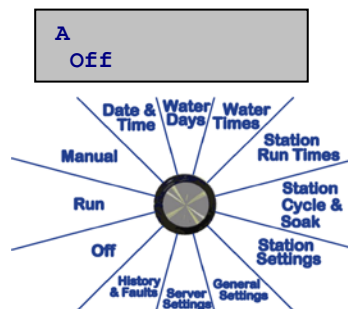 A
Off
Date &
Time
Water
Days
Water
Times
Station
Run Times
Station
Cycle &
Soak
Station
Settings
General
Settings
Server
Settings
History
& Faults
Off
Run
Manual